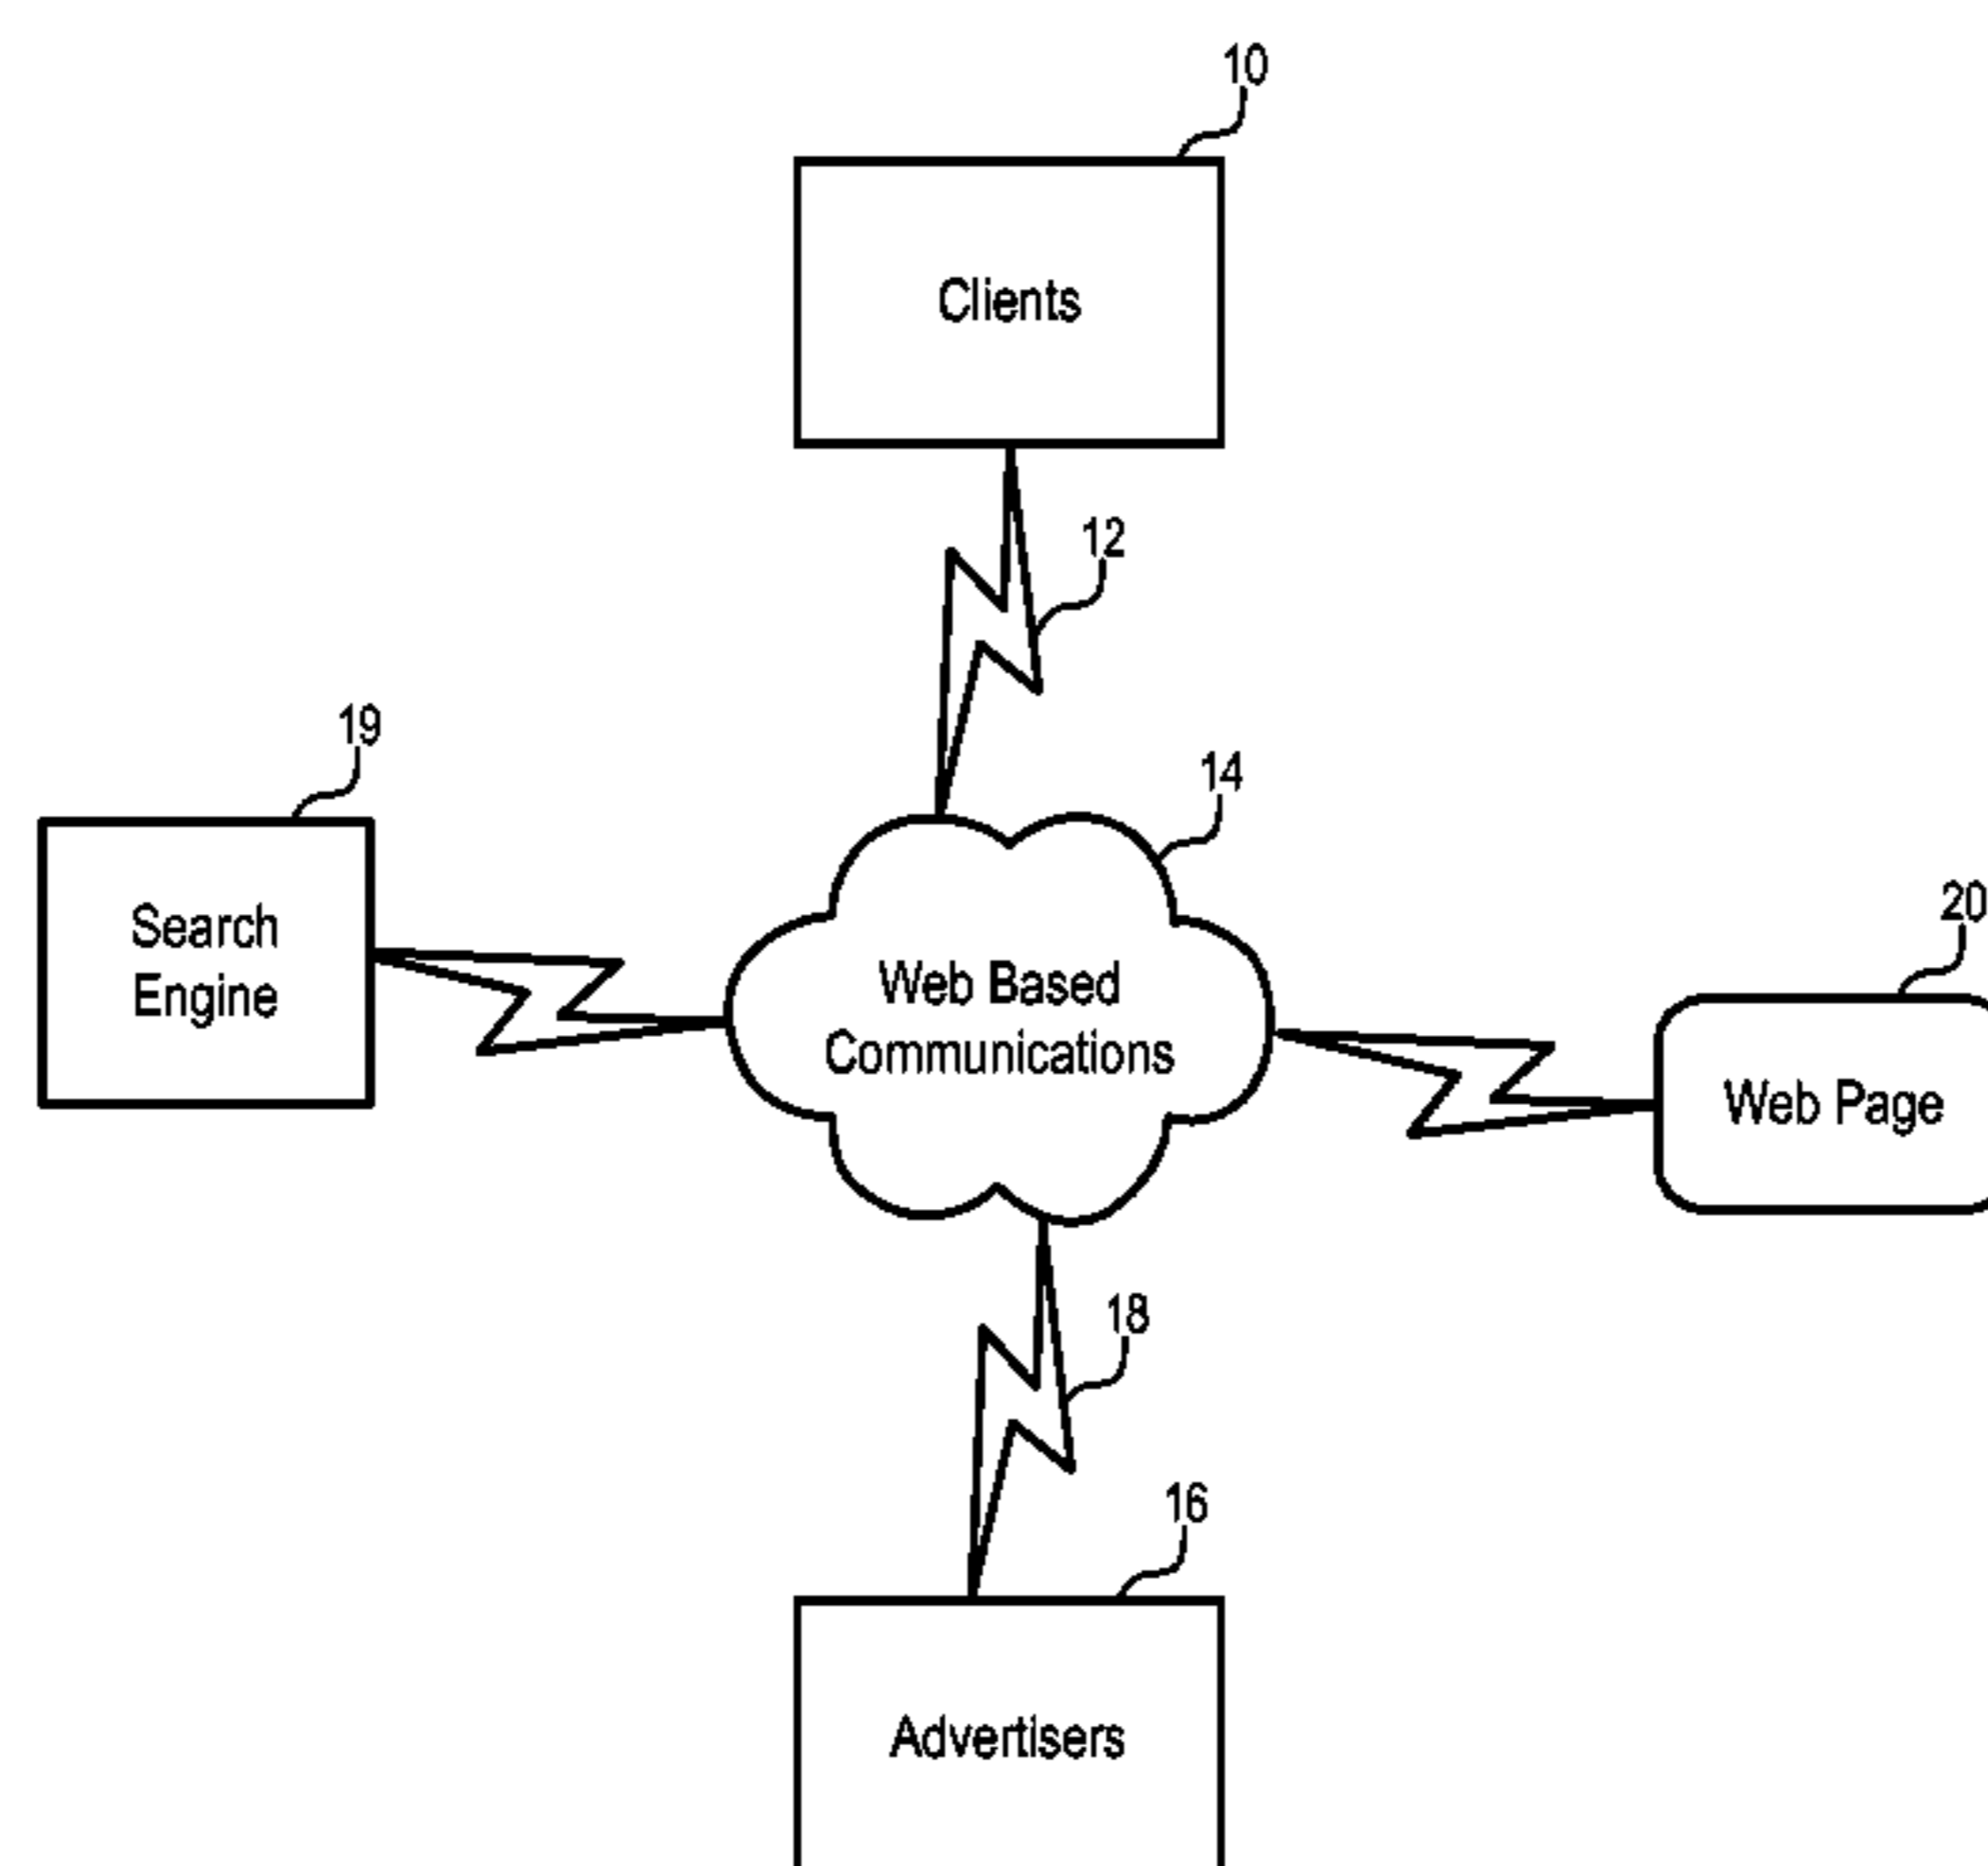 10
Clients
12
19
14
Search
Engine
Web Based
Communications
20
Web Page
18
16
Advertisers